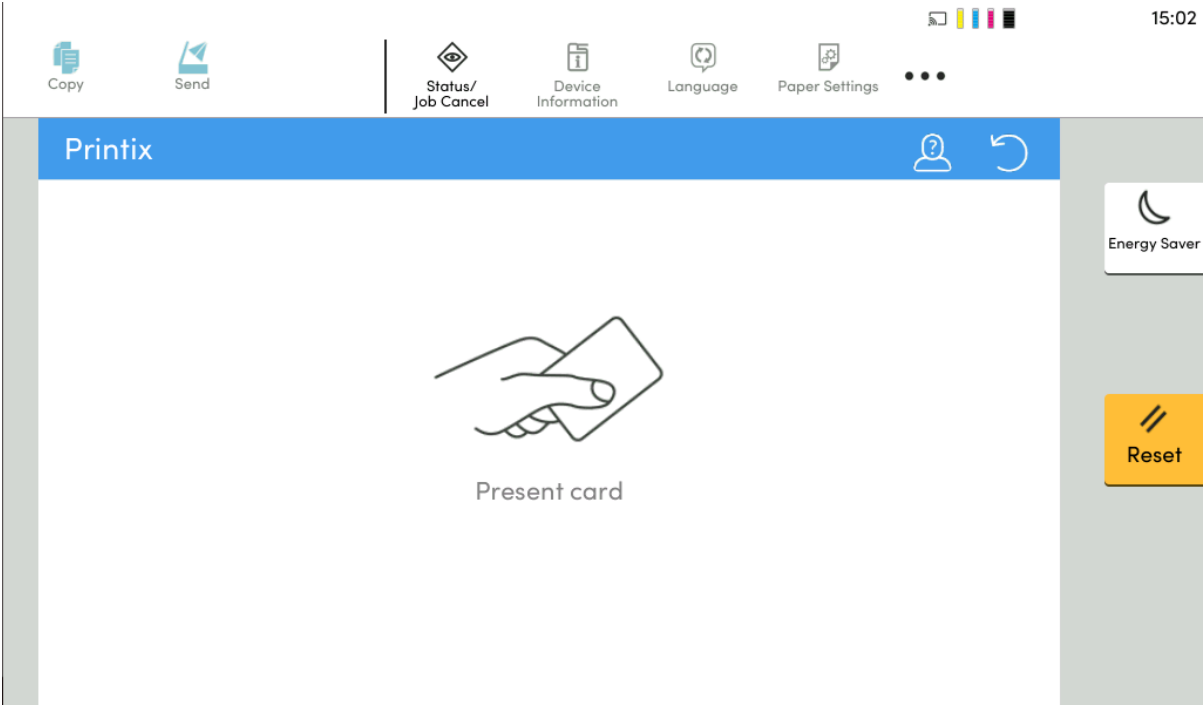 15:02
Copy
Send
Status/
Job Cancel
Device
Information
Language
Paper Settings
Printix
Energy Saver
Present card
Reset